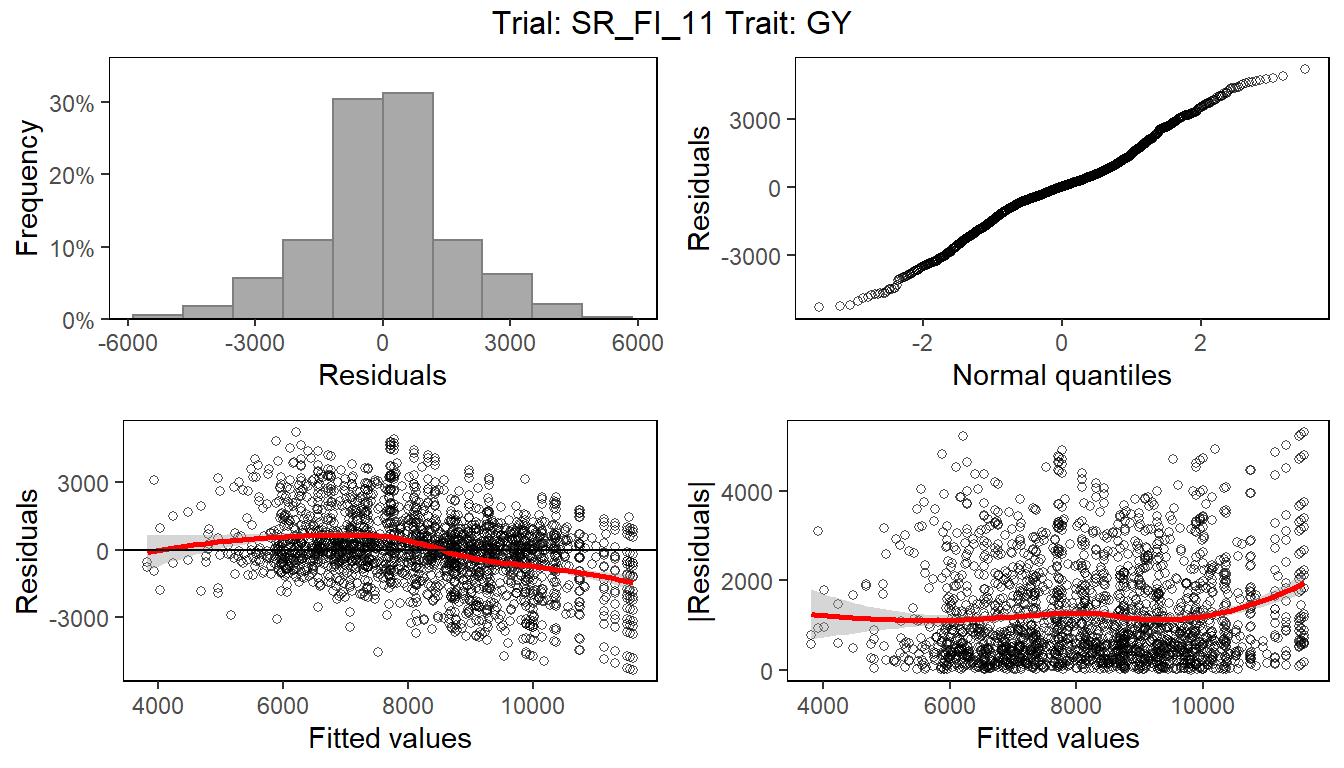 Trial: SR_FI_11 Trait: GY
Frequency
30%
20%
10%
0%
-6000 -3000 0 3000 6000
Residuals
Residuals
3000
0
-3000
-2 0 2
Normal quantiles
Residuals
3000
0
-3000
4000 6000 8000 10000
Fitted values
|Residuals|
4000
2000
0
4000 6000 8000 10000
Fitted values